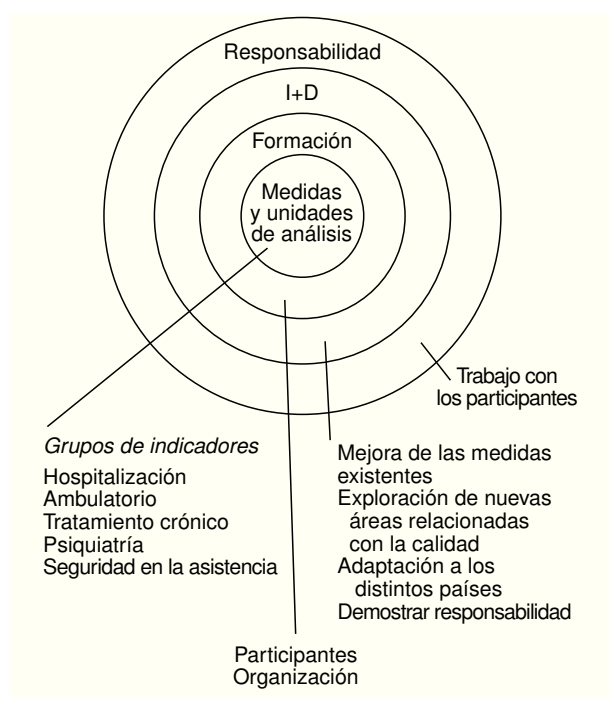 Responsabilidad
I+D
Formación
Medidas
y unidades
de análisis
Trabajo con
los participantes
Grupos de indicadores
Hospitalización
Ambulatorio
Tratamiento crónico
Psiquiatría
Seguridad en la asistencia
Mejora de las medidas
existentes
Exploración de nuevas
áreas relacionadas
con la calidad
Adaptación a los
distintos países
Demostrar responsabilidad
Participantes
Organización